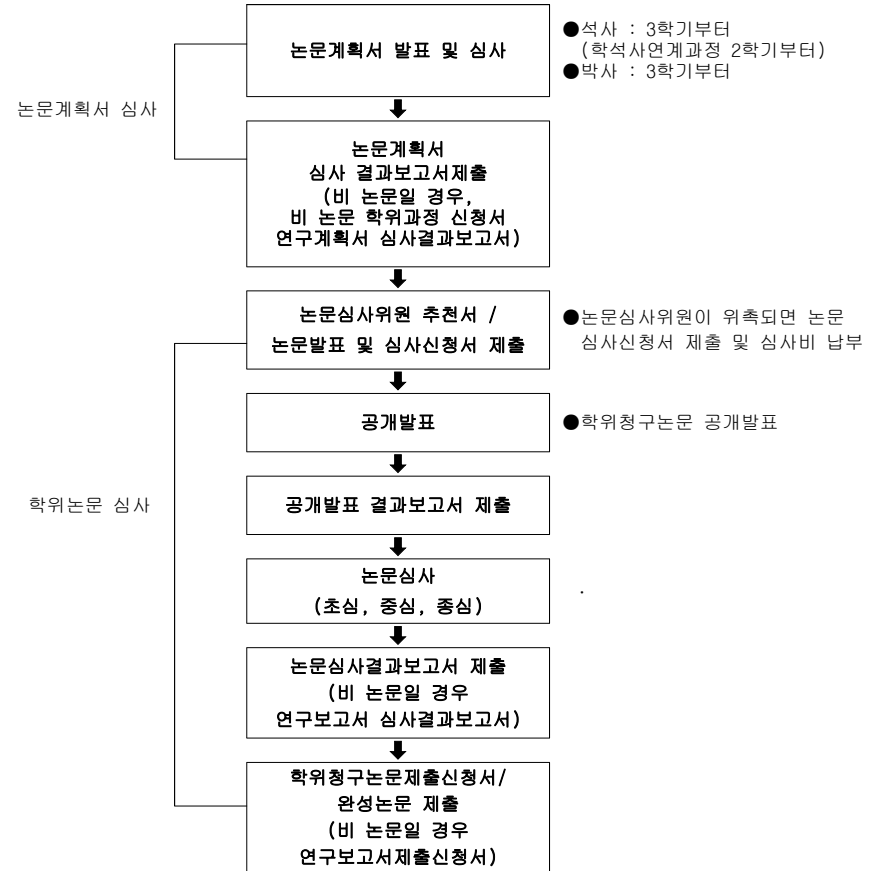 논문계획서 발표 및 심사
●석사 : 3학기부터
(학석사연계과정 2학기부터)
●박사 : 3학기부터
논문계획서 심사
논문계획서
심사 결과보고서제출
(비 논문일 경우,
비 논문 학위과정 신청서
연구계획서 심사결과보고서)
논문심사위원 추천서 /
논문발표 및 심사신청서 제출
●논문심사위원이 위촉되면 논문
심사신청서 제출 및 심사비 납부
공개발표
●학위청구논문 공개발표
학위논문 심사
공개발표 결과보고서 제출
논문심사
(초심, 중심, 종심)
.
논문심사결과보고서 제출
(비 논문일 경우
연구보고서 심사결과보고서)
학위청구논문제출신청서/
완성논문 제출
(비 논문일 경우
연구보고서제출신청서)